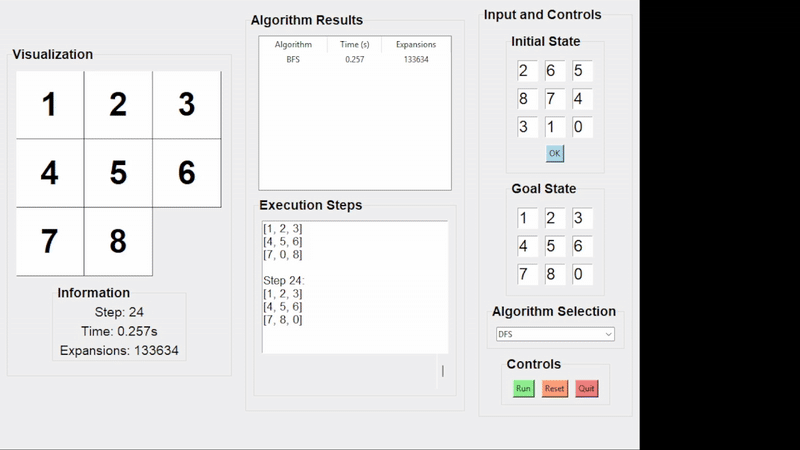 Visualization
1 2 3
4 5 6
7 8
Information
Step: 24
Time: 0.257s
Expansions: 133634
Algorithm Results
Algorithm Time (s) Expansions
BFS 0.257 133634
Execution Steps
[1, 2, 3]
[4, 5, 6]
[7, 0, 8]
Step 24:
[1, 2, 3]
[4, 5, 6]
[7, 8, 0]
Input and Controls
Initial State
2 6 5
8 7 4
3 1 0
OK
Goal State
1 2 3
4 5 6
7 8 0
Algorithm Selection
DFS
Controls
Run Reset Quit